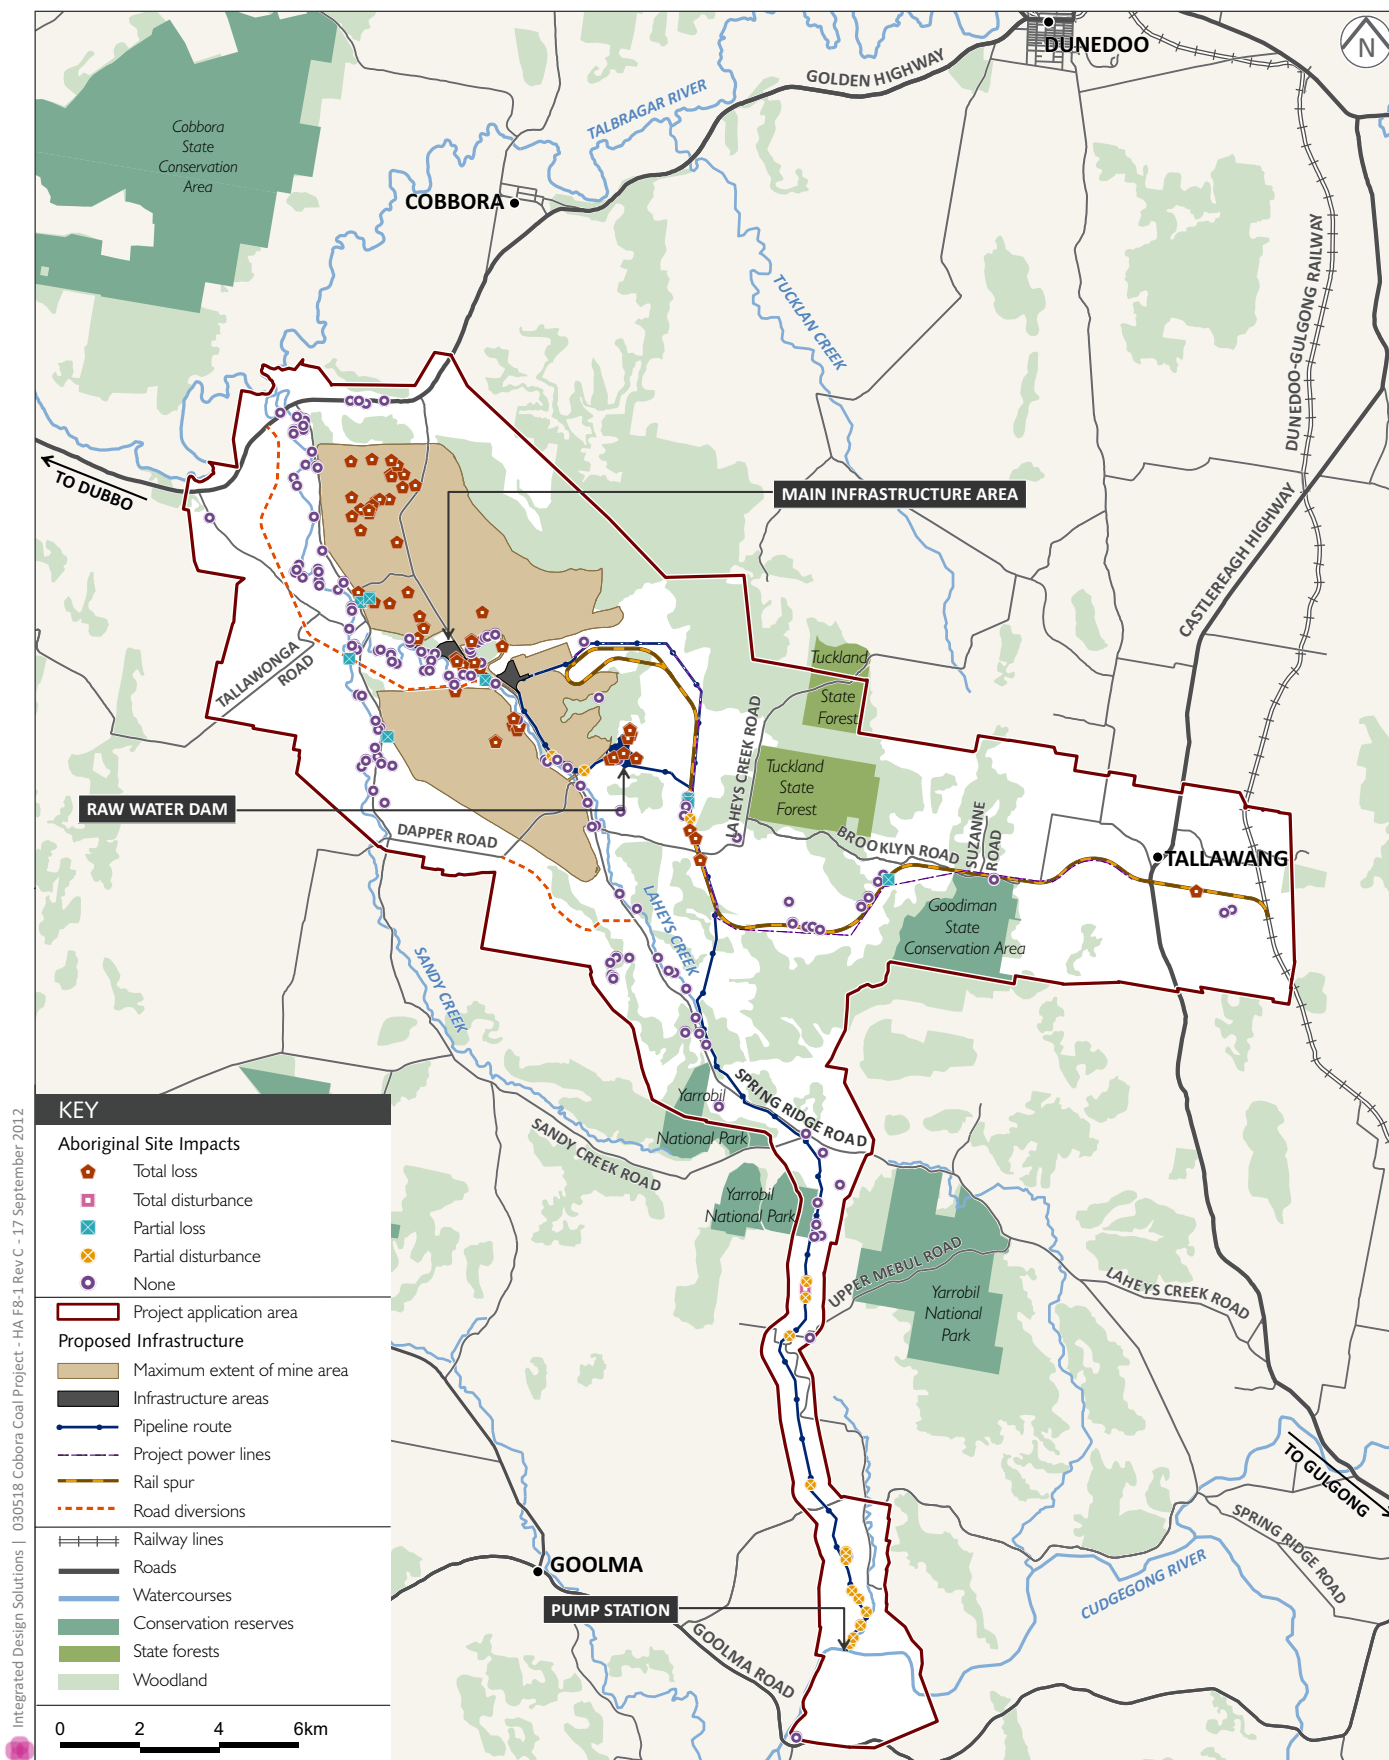 DUNEDOO
N
GOLDEN HIGHWAY
TALBRAGAR RIVER
Cobbora
State
Conservation
Area
COBBORA
TUCKLAN CREEK
DUNEDOO-GULGONG RAILWAY
TO DUBBO
MAIN INFRASTRUCTURE AREA
CASTLEREAGH HIGHWAY
TALLAWONGA
ROAD
Tuckland
State
Forest
LAHEYS CREEK ROAD
Tuckland
State
Forest
RAW WATER DAM
DAPPER ROAD
BROOKLYN ROAD
SUZANNE
ROAD
TALLAWANG
LAHEYS CREEK
Goodiman
State
Conservation Area
SANDY CREEK
SPRING RIDGE ROAD
Yarrobil
National Park
SANDY CREEK ROAD
Yarrobil
National Park
UPPER MEBUL ROAD
Yarrobil
National
Park
LAHEYS CREEK ROAD
TO GULGONG
SPRING RIDGE ROAD
CUDGEGONG RIVER
GOOLMA
PUMP STATION
GOOLMA ROAD
KEY
Aboriginal Site Impacts
Total loss
Total disturbance
Partial loss
Partial disturbance
None
Project application area
Proposed Infrastructure
Maximum extent of mine area
Infrastructure areas
Pipeline route
Project power lines
Rail spur
Road diversions
Railway lines
Roads
Watercourses
Conservation reserves
State forests
Woodland
0 2 4 6km
Integrated Design Solutions | 030518 Cobora Coal Project - HA F8-1 Rev C - 17 September 2012